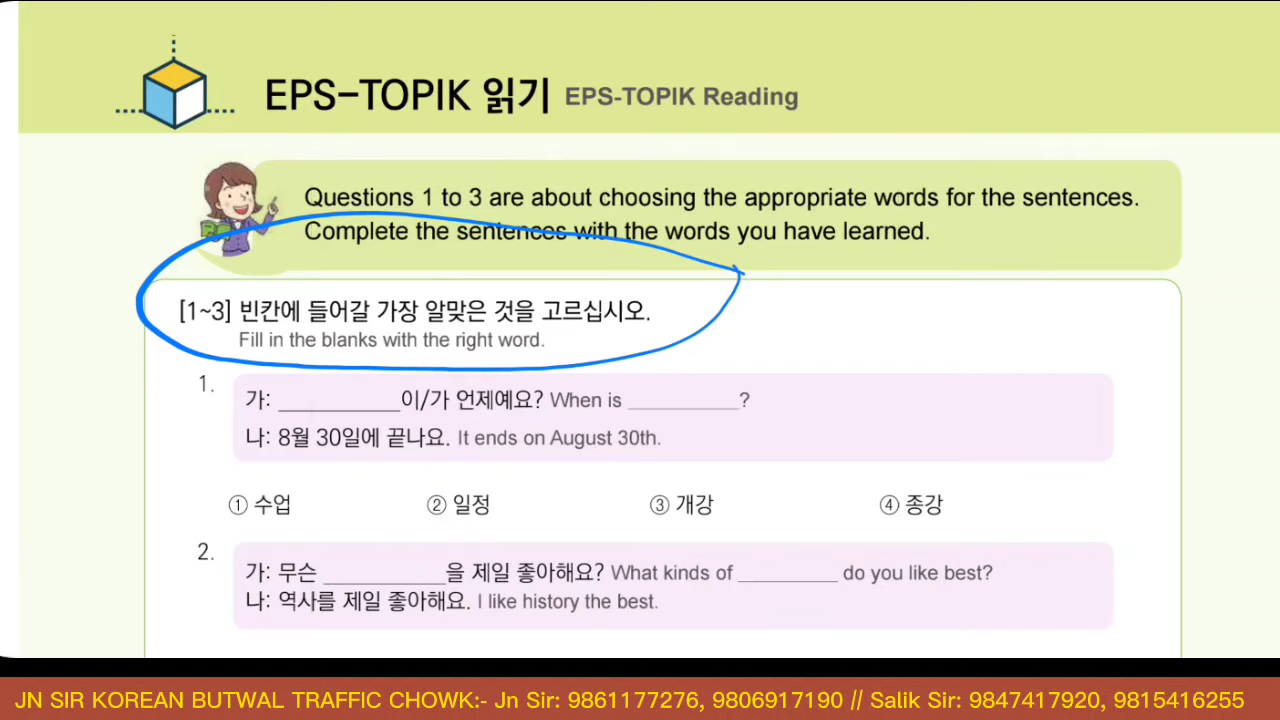 EPS-TOPIK 읽기 EPS-TOPIK Reading
Questions 1 to 3 are about choosing the appropriate words for the sentences.
Complete the sentences with the words you have learned.
[1~3] 빈칸에 들어갈 가장 알맞은 것을 고르십시오.
Fill in the blanks with the right word.
1.
가: ___________이/가 언제예요? When is __________?
나: 8월 30일에 끝나요. It ends on August 30th.
① 수업 ② 일정 ③ 개강 ④ 종강
2.
가: 무슨 ___________을 제일 좋아해요? What kinds of _________ do you like best?
나: 역사를 제일 좋아해요. I like history the best.
JN SIR KOREAN BUTWAL TRAFFIC CHOWK:- Jn Sir: 9861177276, 9806917190 // Salik Sir: 9847417920, 9815416255